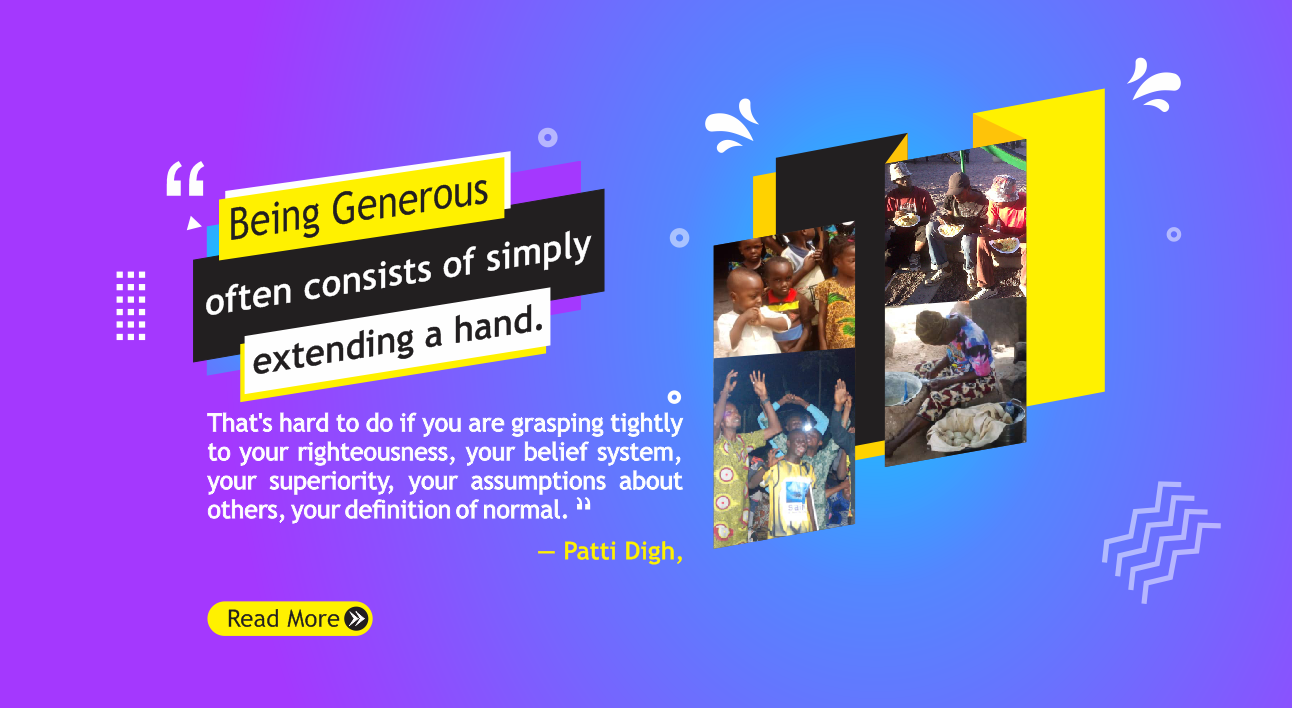 “
Being Generous
often consists of simply
extending a hand.
That's hard to do if you are grasping tightly
to your righteousness, your belief system,
your superiority, your assumptions about
others, your definition of normal. ”
— Patti Digh,
Read More